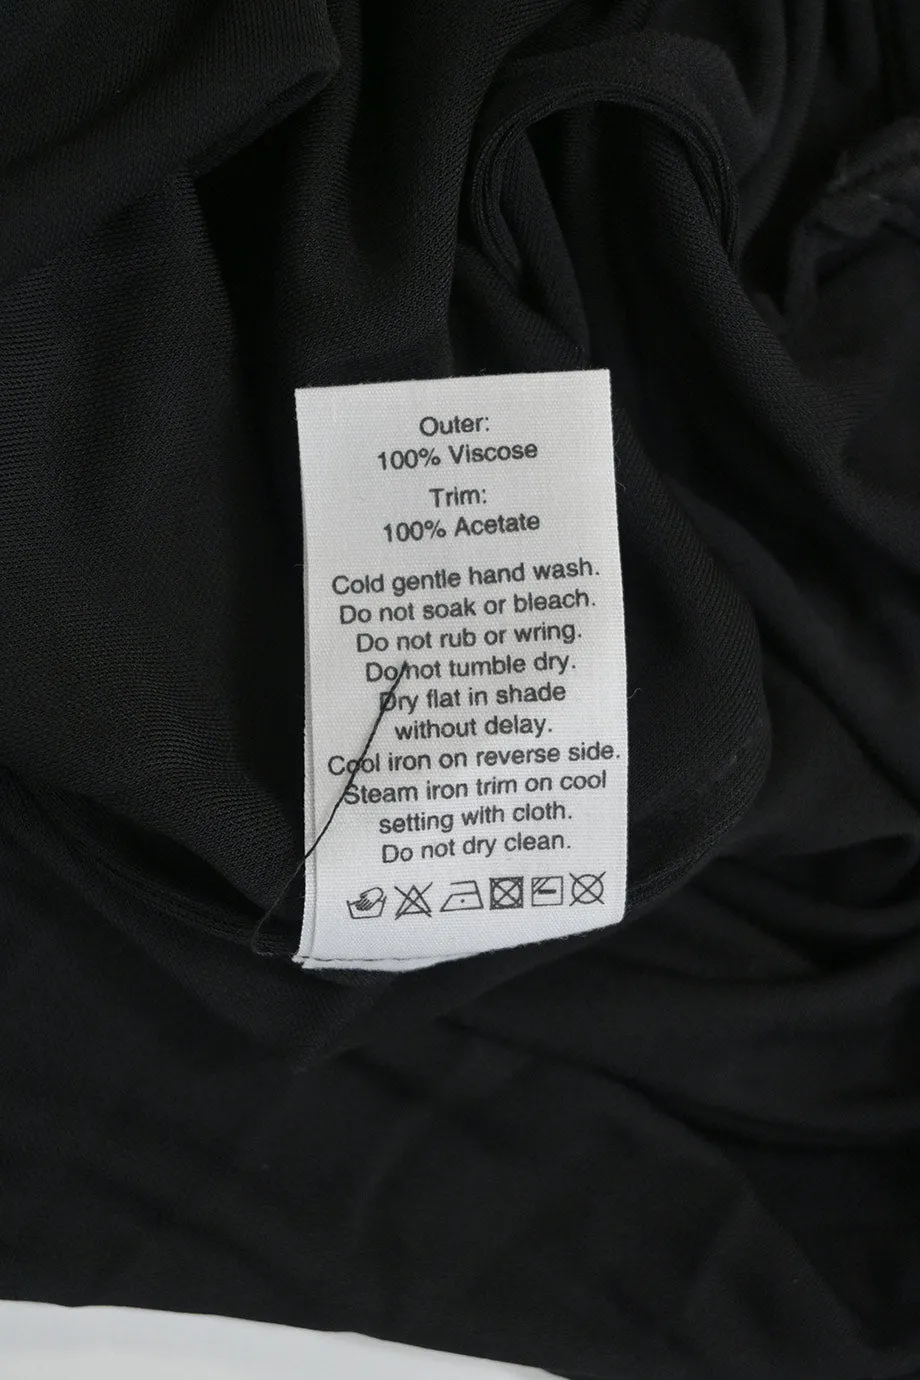 Outer:
100% Viscose
Trim:
100% Acetate
Cold gentle hand wash.
Do not soak or bleach.
Do not rub or wring.
Do not tumble dry.
Dry flat in shade
without delay.
Cool iron on reverse side.
Steam iron trim on cool
setting with cloth.
Do not dry clean.